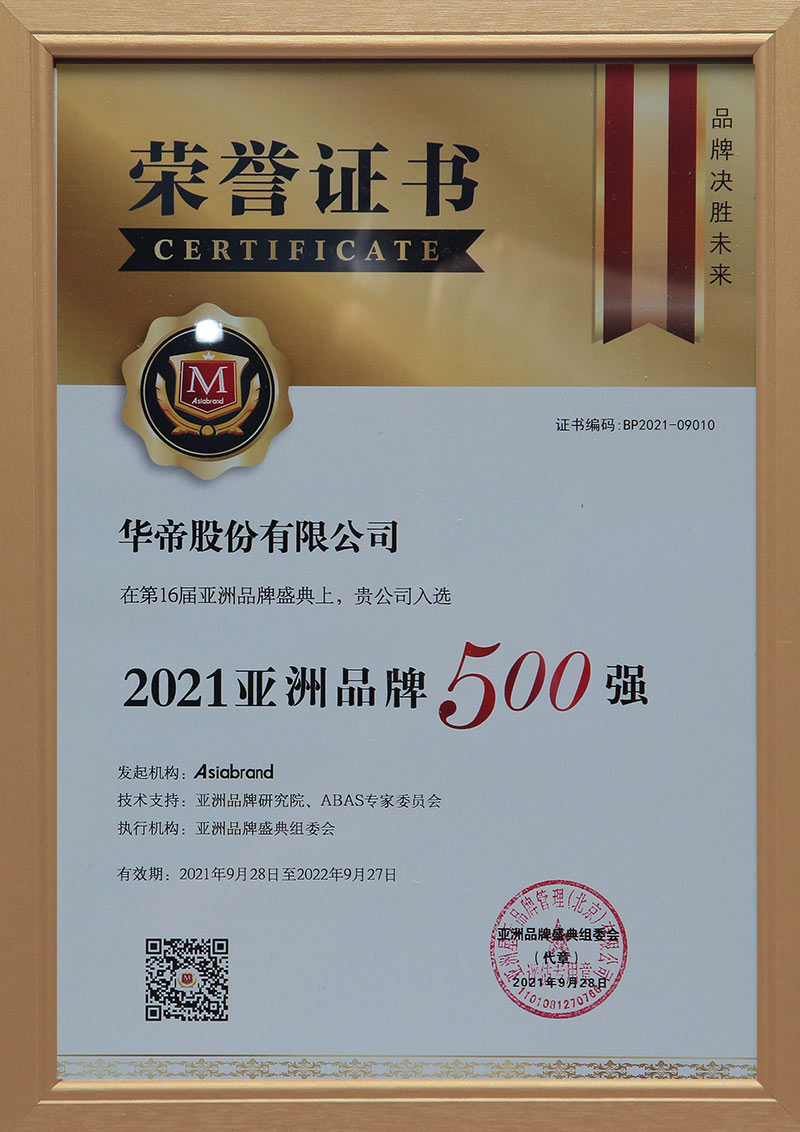 荣誉证书
CERTIFICATE
品牌决胜未来
M
Asiabrand
证书编码:BP2021-09010
华帝股份有限公司
在第16届亚洲品牌盛典上，贵公司入选
2021亚洲品牌500强
发起机构：Asiabrand
技术支持：亚洲品牌研究院、ABAS专家委员会
执行机构：亚洲品牌盛典组委会
有效期：2021年9月28日至2022年9月27日
亚洲品牌盛典组委会
（代章）
2021年9月28日